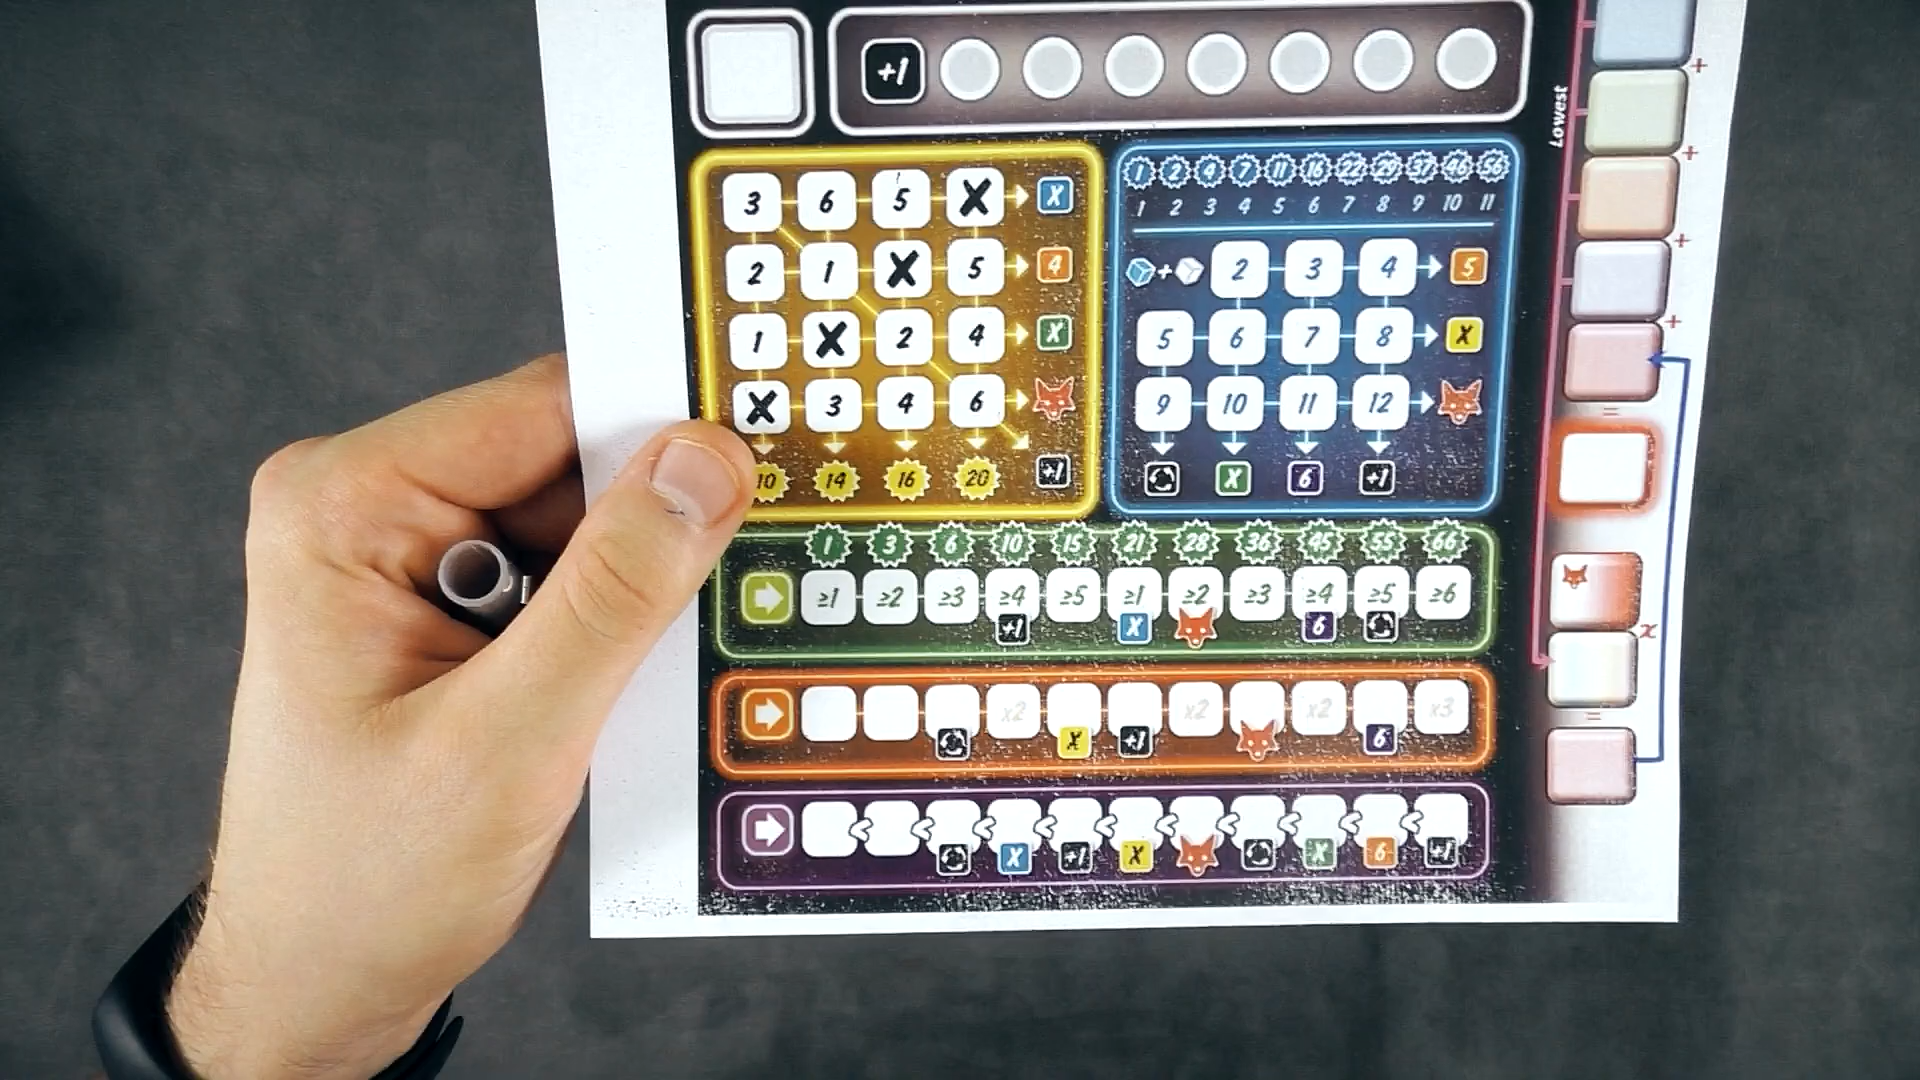 +1
3 6 5 X X
2 1 X 5 4
1 X 2 4 X
X 3 4 6
10 14 16 20 +1
1 2 4 7 11 16 22 29 37 46 56
1 2 3 4 5 6 7 8 9 10 11
+ 2 3 4 5
5 6 7 8 X
9 10 11 12
X 6 +1
1 3 6 10 15 21 28 36 45 55 66
≥1 ≥2 ≥3 ≥4 ≥5 ≥1 ≥2 ≥3 ≥4 ≥5 ≥6
+1 X 6
x2 x2 x2 x3
X +1 6
< < < < < < < < < <
X +1 X X 6 +1
Lowest
+
+
+
+
=
x
=